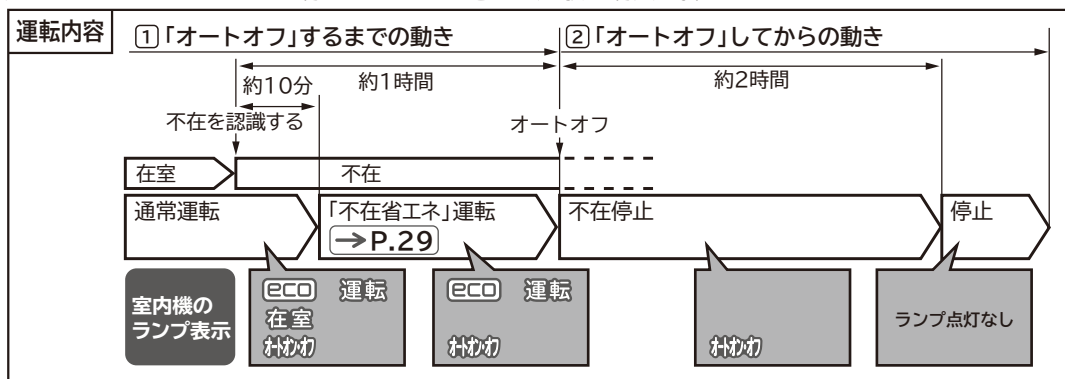 運転内容
①「オートオフ」するまでの動き
②「オートオフ」してからの動き
約10分
約1時間
約2時間
不在を認識する
オートオフ
在室
不在
通常運転
「不在省エネ」運転
→P.29
不在停止
停止
室内機の
ランプ表示
eco 運転
在室
オートオン・オフ
eco 運転
オートオン・オフ
オートオン・オフ
ランプ点灯なし